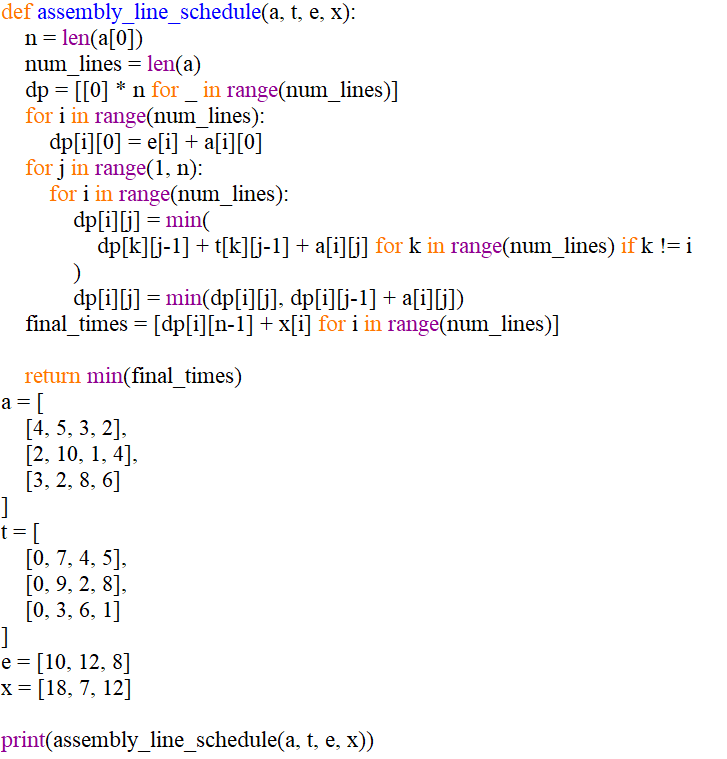 def assembly_line_schedule(a, t, e, x):
    n = len(a[0])
    num_lines = len(a)
    dp = [[0] * n for _ in range(num_lines)]
    for i in range(num_lines):
        dp[i][0] = e[i] + a[i][0]
    for j in range(1, n):
        for i in range(num_lines):
            dp[i][j] = min(
                dp[k][j-1] + t[k][j-1] + a[i][j] for k in range(num_lines) if k != i
            )
            dp[i][j] = min(dp[i][j], dp[i][j-1] + a[i][j])
    final_times = [dp[i][n-1] + x[i] for i in range(num_lines)]

    return min(final_times)
a = [
    [4, 5, 3, 2],
    [2, 10, 1, 4],
    [3, 2, 8, 6]
]
t = [
    [0, 7, 4, 5],
    [0, 9, 2, 8],
    [0, 3, 6, 1]
]
e = [10, 12, 8]
x = [18, 7, 12]

print(assembly_line_schedule(a, t, e, x))